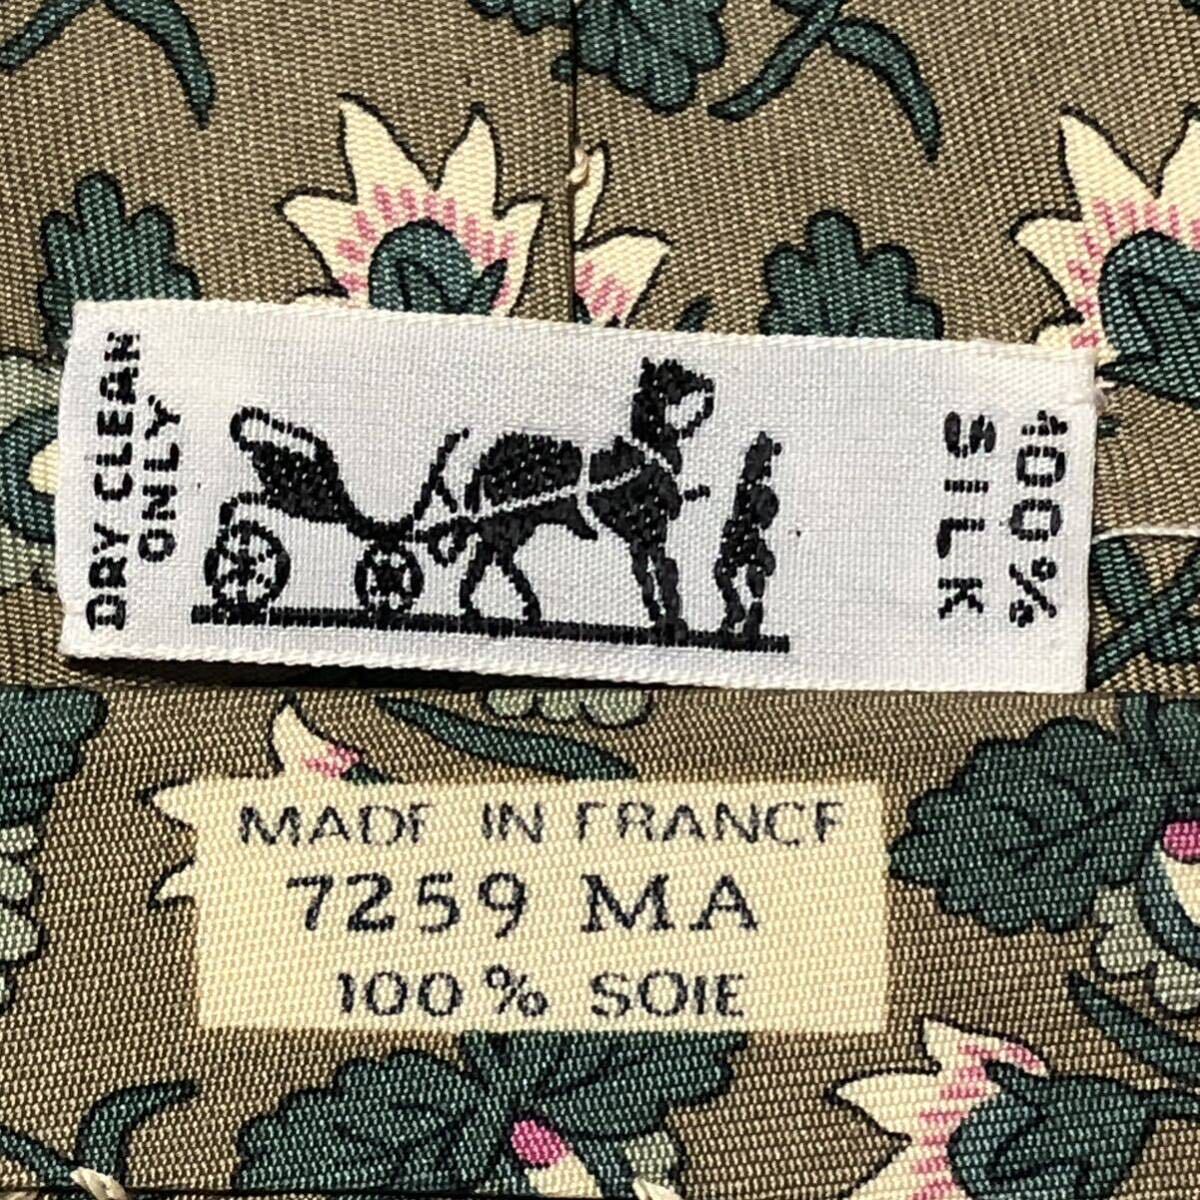 DRY CLEAN
ONLY
100%
SILK
MADE IN FRANCE
7259 MA
100% SOIE